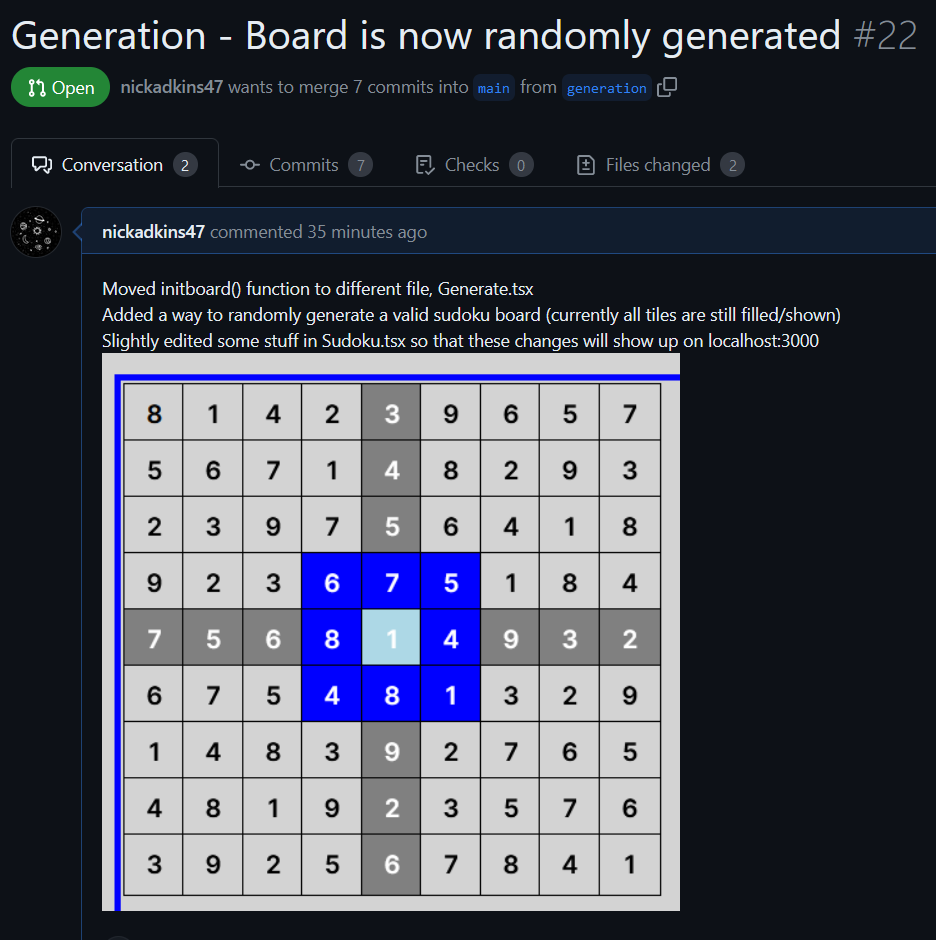 Generation - Board is now randomly generated #22
Open nickadkins47 wants to merge 7 commits into main from generation
Conversation 2 Commits 7 Checks 0 Files changed 2
nickadkins47 commented 35 minutes ago
Moved initboard() function to different file, Generate.tsx
Added a way to randomly generate a valid sudoku board (currently all tiles are still filled/shown)
Slightly edited some stuff in Sudoku.tsx so that these changes will show up on localhost:3000
8 1 4 2 3 9 6 5 7
5 6 7 1 4 8 2 9 3
2 3 9 7 5 6 4 1 8
9 2 3 6 7 5 1 8 4
7 5 6 8 1 4 9 3 2
6 7 5 4 8 1 3 2 9
1 4 8 3 9 2 7 6 5
4 8 1 9 2 3 5 7 6
3 9 2 5 6 7 8 4 1